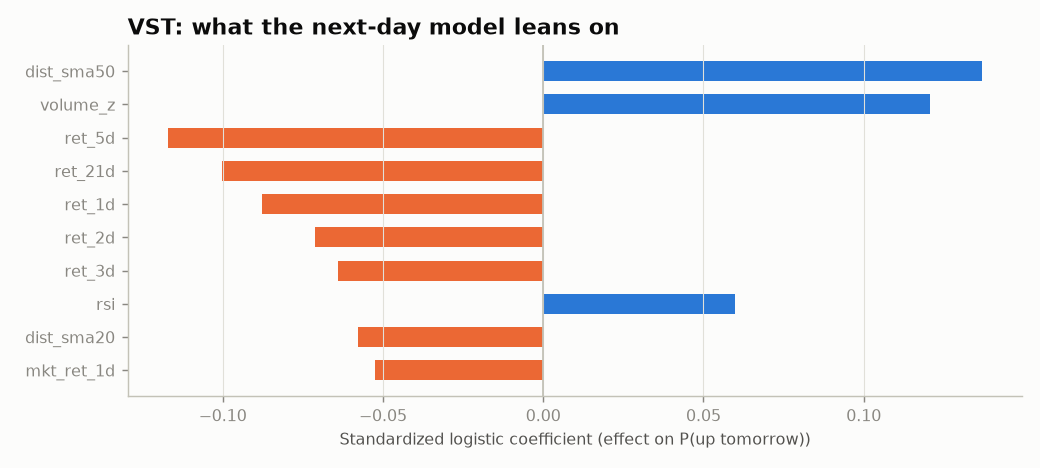 VST: what the next-day model leans on
dist_sma50
volume_z
ret_5d
ret_21d
ret_1d
ret_2d
ret_3d
rsi
dist_sma20
mkt_ret_1d
−0.10 −0.05 0.00 0.05 0.10
Standardized logistic coefficient (effect on P(up tomorrow))